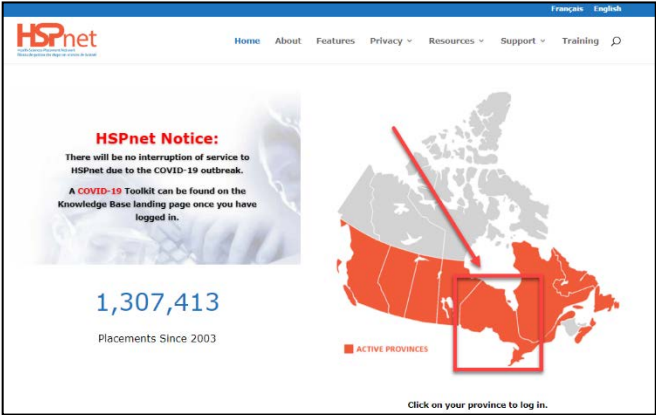 Français English
HSPnet
Home About Features Privacy Resources Support Training
HSPnet Notice:
There will be no interruption of service to
HSPnet due to the COVID-19 outbreak.
A COVID-19 Toolkit can be found on the
Knowledge Base landing page once you have
logged in.
1,307,413
Placements Since 2003
ACTIVE PROVINCES
Click on your province to log in.